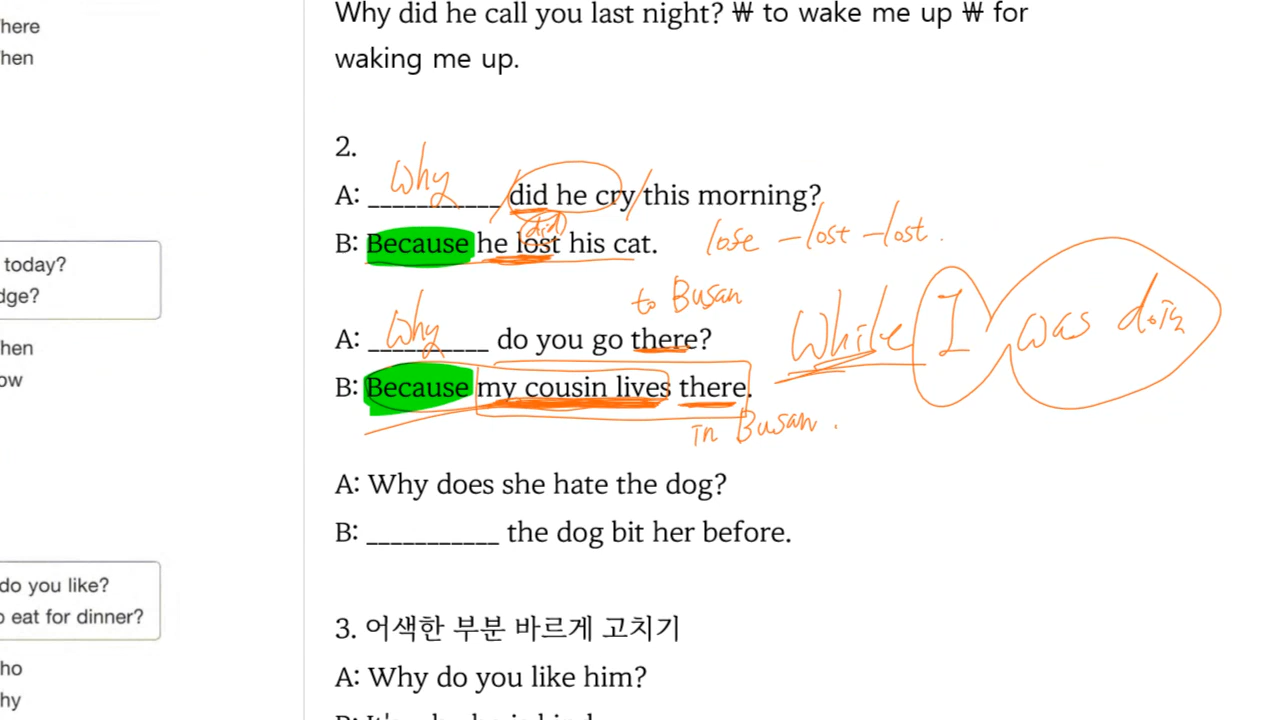 here
hen
today?
dge?
hen
ow
do you like?
o eat for dinner?
ho
hy
Why did he call you last night? ₩ to wake me up ₩ for
waking me up.
2.
Why
A: ___________ did he cry this morning?
did
B: Because he lost his cat.
lose - lost - lost.
to Busan
Why
A: __________ do you go there?
While I was doin
B: Because my cousin lives there.
in Busan.
A: Why does she hate the dog?
B: ___________ the dog bit her before.
3. 어색한 부분 바르게 고치기
A: Why do you like him?